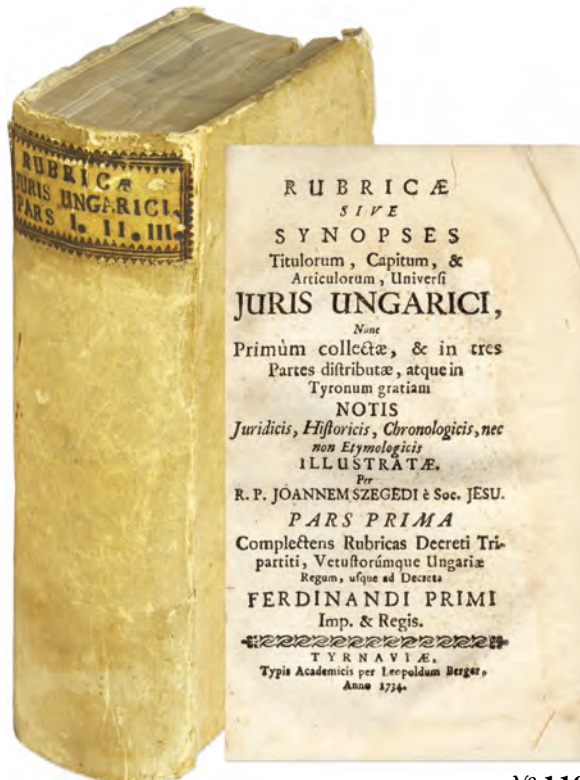 RUBRICÆ
JURIS UNGARICI,
PARS I. II. III.
RUBRICÆ
SIVE
SYNOPSES
Titulorum, Capitum, &
Articulorum, Universi
JURIS UNGARICI,
Nunc
Primùm collectæ, & in tres
Partes distributæ, atque in
Tyronum gratiam
NOTIS
Juridicis, Historicis, Chronologicis, nec
non Etymologicis
ILLUSTRATÆ.
Per
R. P. JOANNEM SZEGEDI è Soc. JESU.
PARS PRIMA
Complectens Rubricas Decreti Tri-
partiti, Vetustorúmque Ungariæ
Regum, usque ad Decreta
FERDINANDI PRIMI
Imp. & Regis.
TYRNAVIÆ,
Typis Academicis per Leopoldum Berger,
Anno 1734.